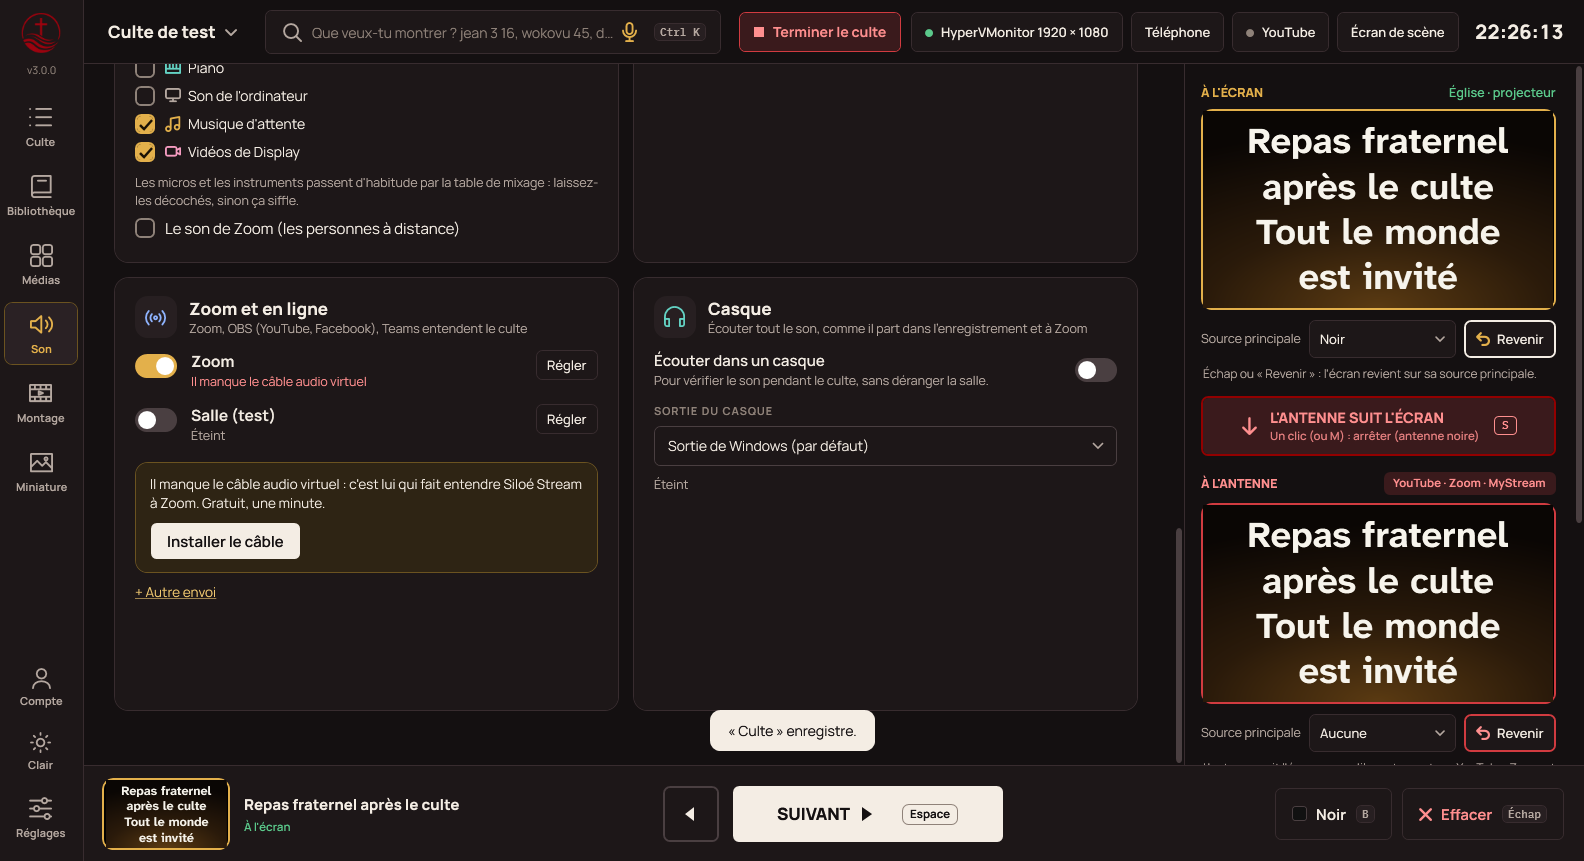 v3.0.0
Culte
Bibliothèque
Médias
Son
Montage
Miniature
Compte
Clair
Réglages
Culte de test
Que veux-tu montrer ? jean 3 16, wokovu 45, d...
Ctrl K
Terminer le culte
HyperVMonitor 1920 × 1080
Téléphone
YouTube
Écran de scène
22:26:13
Piano
Son de l'ordinateur
Musique d'attente
Vidéos de Display
Les micros et les instruments passent d'habitude par la table de mixage : laissez-
les décochés, sinon ça siffle.
Le son de Zoom (les personnes à distance)
Zoom et en ligne
Zoom, OBS (YouTube, Facebook), Teams entendent le culte
Zoom
Il manque le câble audio virtuel
Régler
Salle (test)
Éteint
Régler
Il manque le câble audio virtuel : c'est lui qui fait entendre Siloé Stream
à Zoom. Gratuit, une minute.
Installer le câble
+ Autre envoi
Casque
Écouter tout le son, comme il part dans l'enregistrement et à Zoom
Écouter dans un casque
Pour vérifier le son pendant le culte, sans déranger la salle.
SORTIE DU CASQUE
Sortie de Windows (par défaut)
Éteint
« Culte » enregistre.
À L'ÉCRAN
Église · projecteur
Repas fraternel
après le culte
Tout le monde
est invité
Source principale
Noir
Revenir
Échap ou « Revenir » : l'écran revient sur sa source principale.
L'ANTENNE SUIT L'ÉCRAN
Un clic (ou M) : arrêter (antenne noire)
S
À L'ANTENNE
YouTube · Zoom · MyStream
Repas fraternel
après le culte
Tout le monde
est invité
Source principale
Aucune
Revenir
Repas fraternel
après le culte
Tout le monde
est invité
Repas fraternel après le culte
À l'écran
SUIVANT
Espace
Noir
B
Effacer
Échap